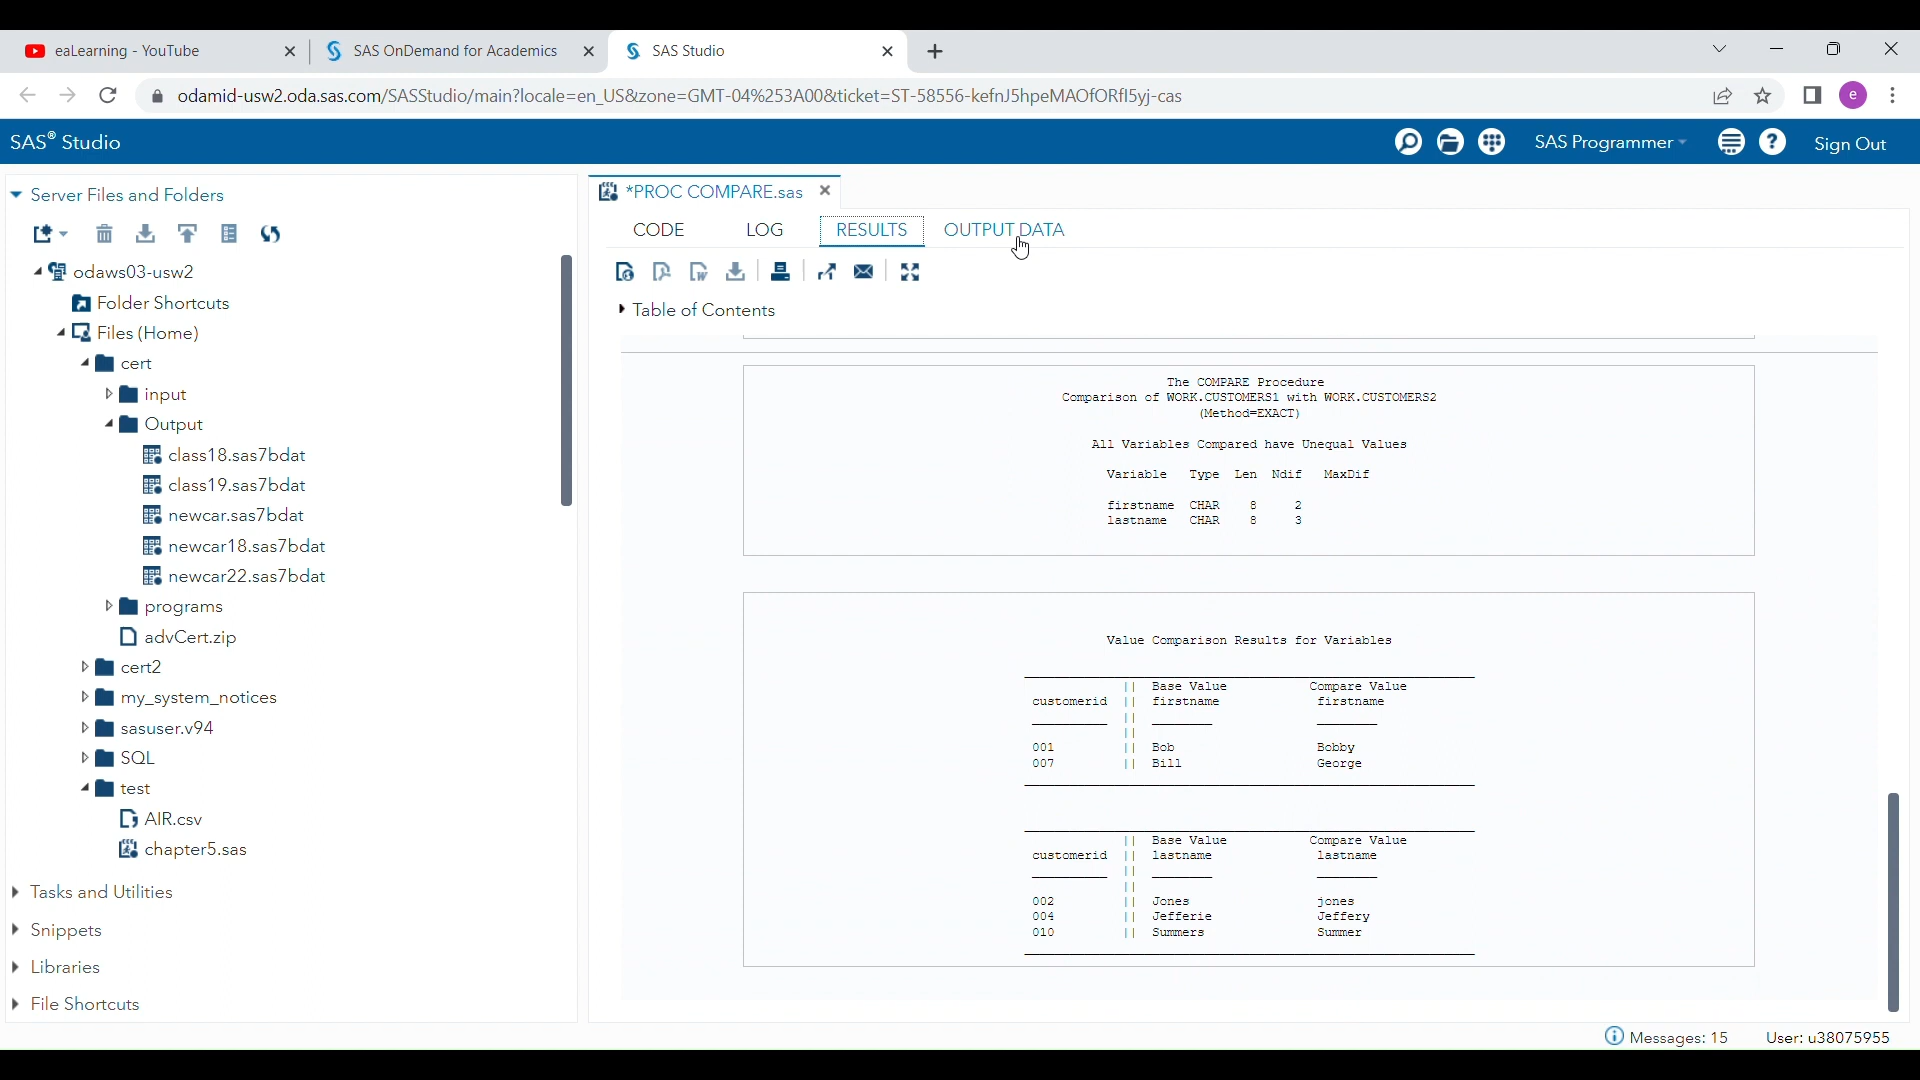 eaLearning - YouTube
SAS OnDemand for Academics
SAS Studio
odamid-usw2.oda.sas.com/SASStudio/main?locale=en_US&zone=GMT-04%253A00&ticket=ST-58556-kefnJ5hpeMAOfORfI5yj-cas
e
SAS® Studio
SAS Programmer
Sign Out
Server Files and Folders
odaws03-usw2
Folder Shortcuts
Files (Home)
cert
input
Output
class18.sas7bdat
class19.sas7bdat
newcar.sas7bdat
newcar18.sas7bdat
newcar22.sas7bdat
programs
advCert.zip
cert2
my_system_notices
sasuser.v94
SQL
test
AIR.csv
chapter5.sas
Tasks and Utilities
Snippets
Libraries
File Shortcuts
*PROC COMPARE.sas
CODE LOG RESULTS OUTPUT DATA
Table of Contents
The COMPARE Procedure
Comparison of WORK.CUSTOMERS1 with WORK.CUSTOMERS2
(Method=EXACT)
All Variables Compared have Unequal Values
Variable Type Len Ndif MaxDif
firstname CHAR 8 2
lastname CHAR 8 3
Value Comparison Results for Variables
|| Base Value Compare Value
customerid || firstname firstname
||
||
001 || Bob Bobby
007 || Bill George
|| Base Value Compare Value
customerid || lastname lastname
||
||
002 || Jones jones
004 || Jefferie Jeffery
010 || Summers Summer
Messages: 15 User: u38075955